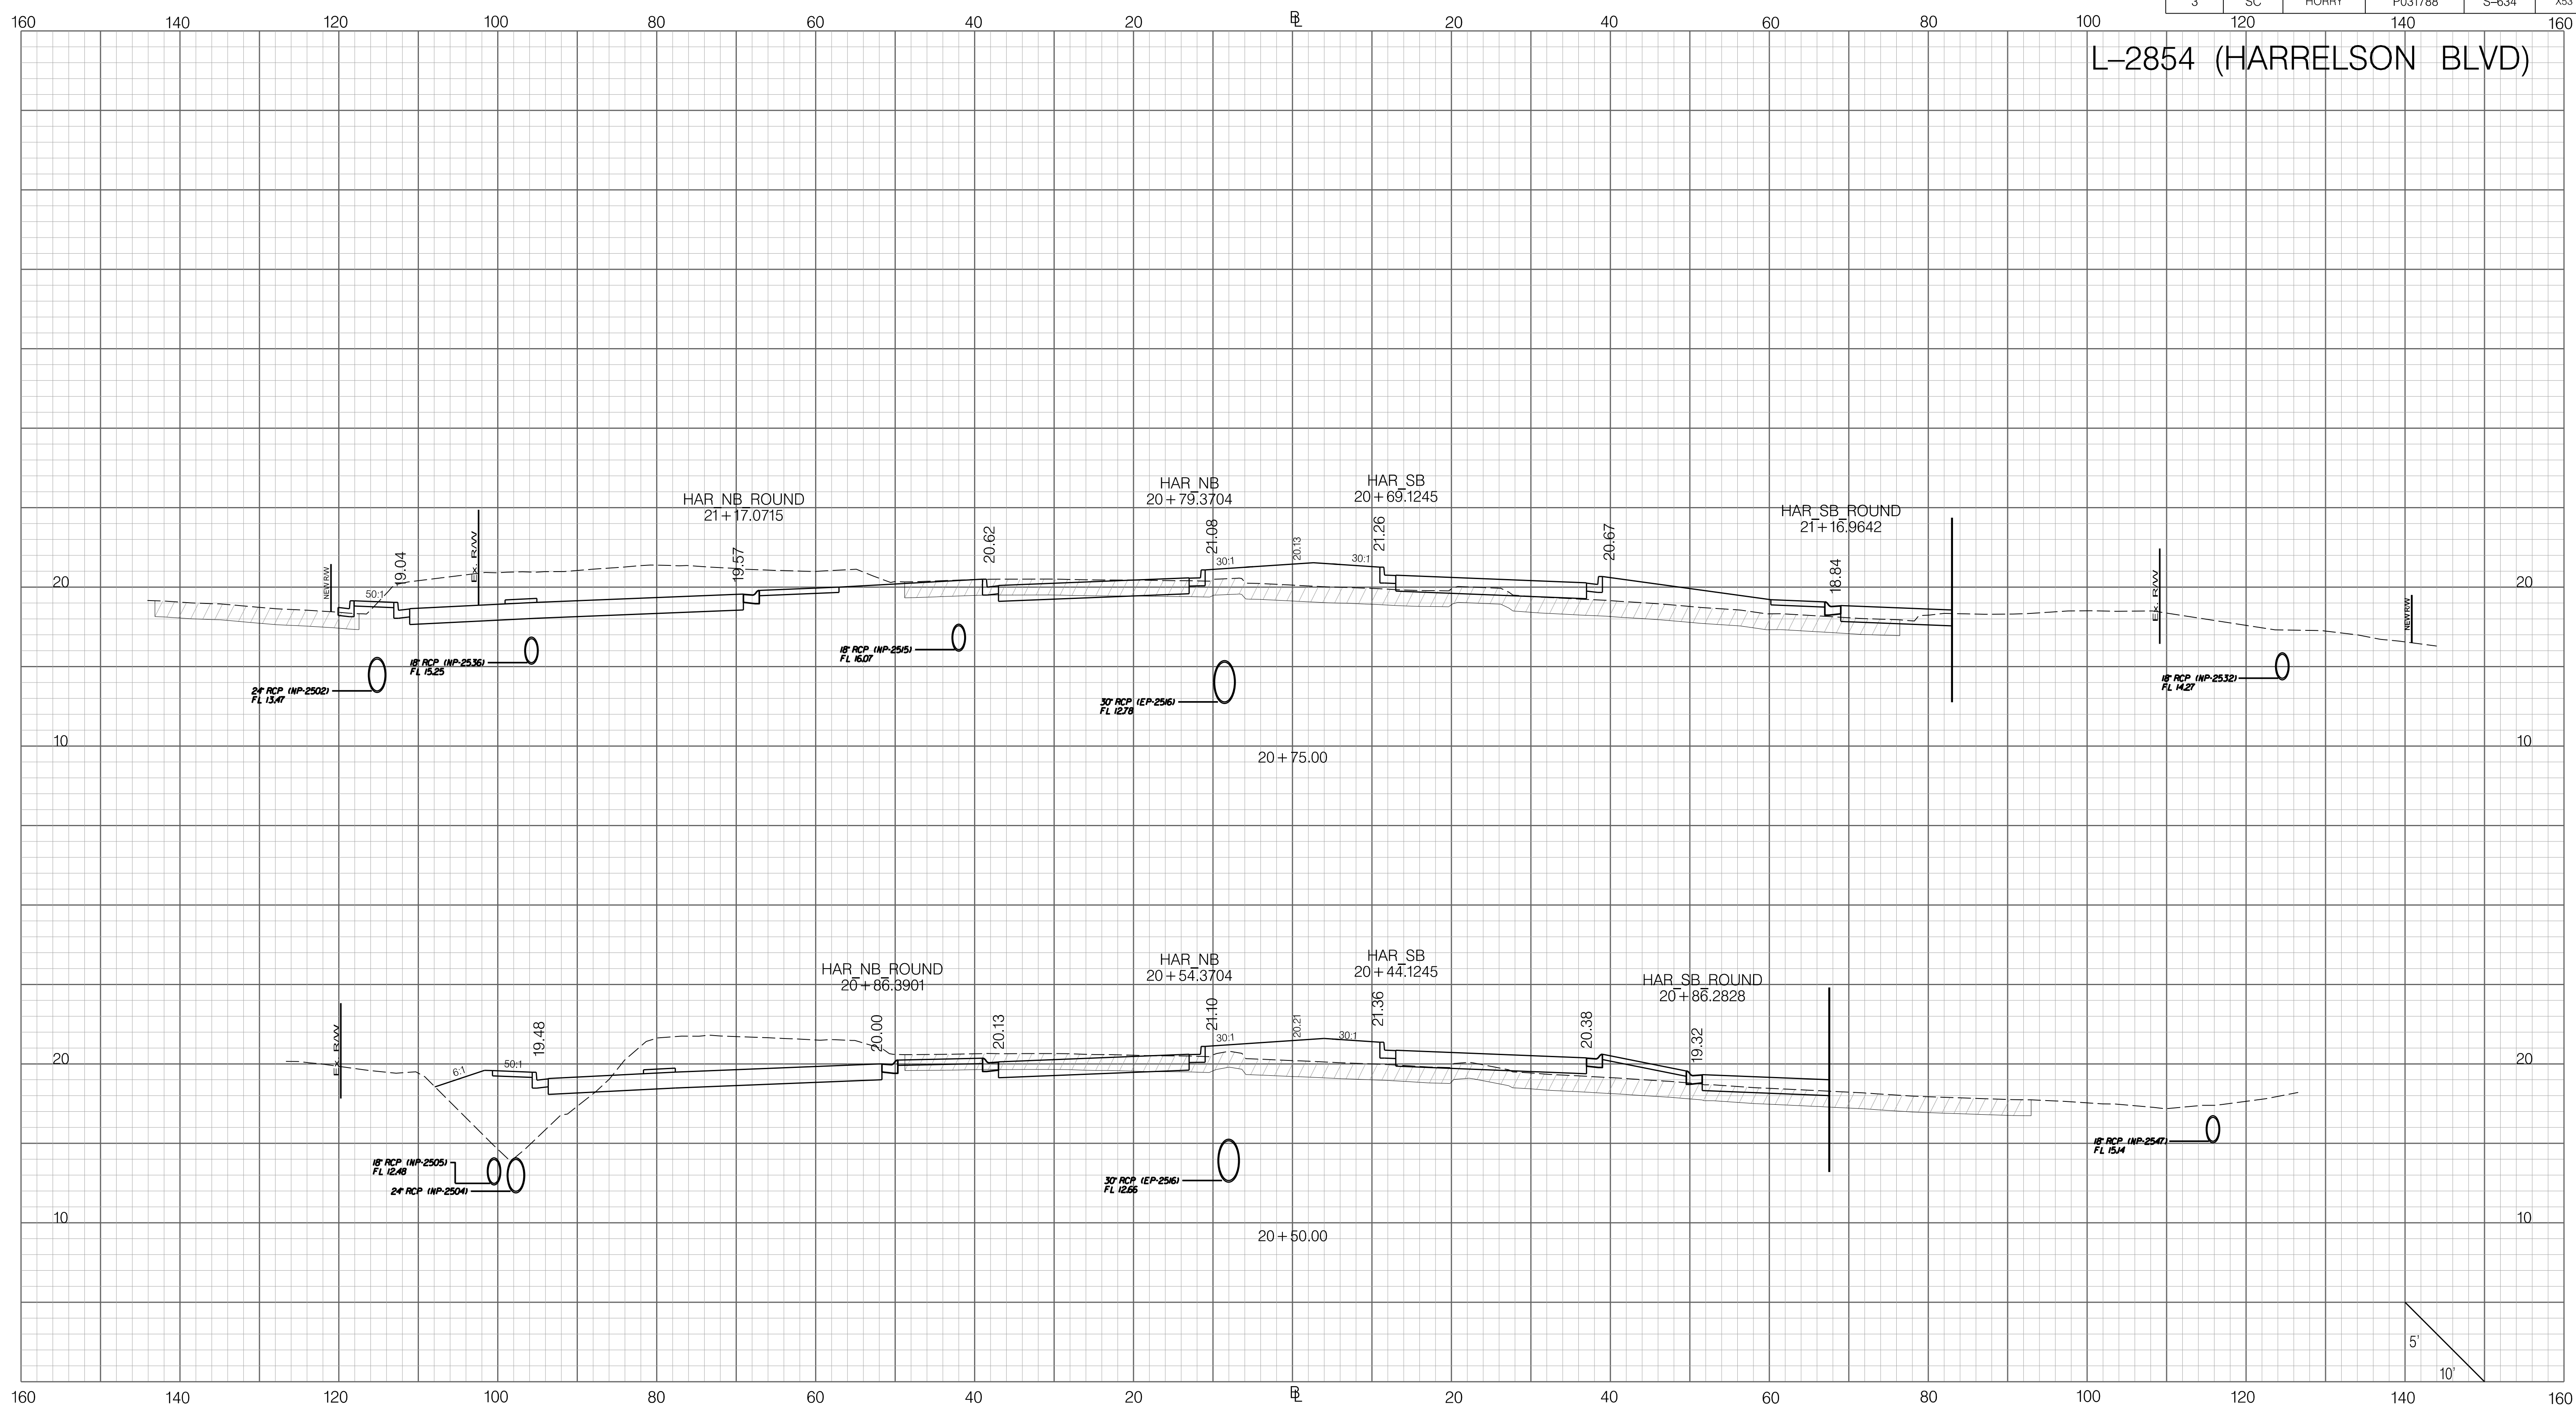 3 SC HORRY P031788 S-634 X53
160 140 120 100 80 60 40 20 BL 20 40 60 80 100 120 140 160
L-2854 (HARRELSON BLVD)
HAR_NB_ROUND
21+17.0715
HAR_NB
20+79.3704
HAR_SB
20+69.1245
HAR_SB_ROUND
21+16.9642
NEW R/W
19.04
Ex. R/W
19.57
20.62
21.08
20.13
21.26
20.67
18.84
Ex. R/W
NEW R/W
50:1
30:1
30:1
20 20
18" RCP (NP-2536)
FL 15.25
24" RCP (NP-2502)
FL 13.47
18" RCP (NP-2515)
FL 16.07
30" RCP (EP-2516)
FL 12.78
18" RCP (NP-2532)
FL 14.27
10 10
20+75.00
HAR_NB_ROUND
20+86.3901
HAR_NB
20+54.3704
HAR_SB
20+44.1245
HAR_SB_ROUND
20+86.2828
Ex. R/W
19.48
20.00
20.13
21.10
20.21
21.36
20.38
19.32
6:1
50:1
30:1
30:1
20 20
18" RCP (NP-2505)
FL 12.48
24" RCP (NP-2504)
30" RCP (EP-2516)
FL 12.66
18" RCP (NP-2547)
FL 15.14
10 10
20+50.00
5'
10'
160 140 120 100 80 60 40 20 BL 20 40 60 80 100 120 140 160